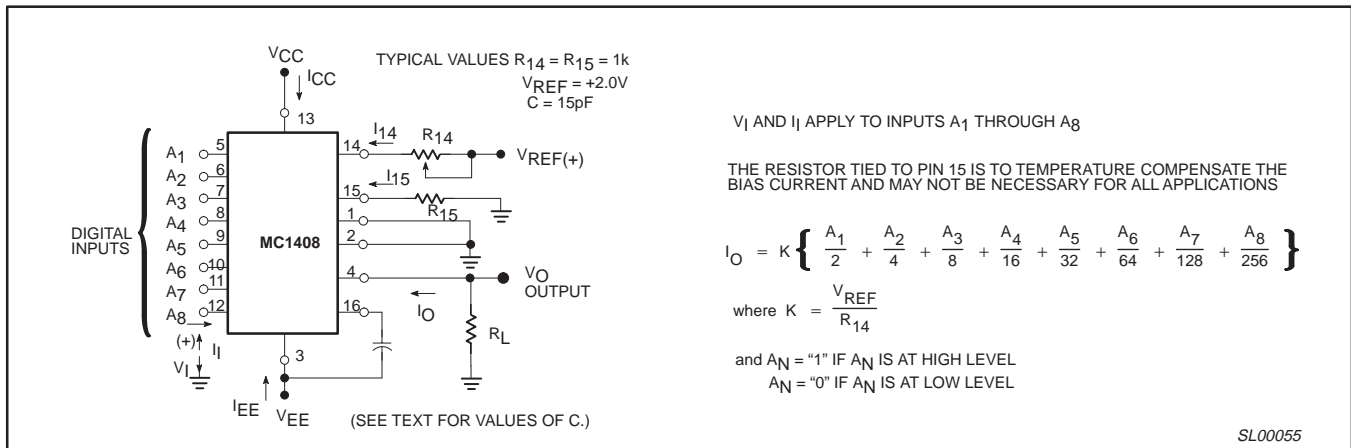 VCC
ICC
TYPICAL VALUES R14 = R15 = 1k
VREF = +2.0V
C = 15pF
13
DIGITAL
INPUTS
A1
5
A2
6
A3
7
A4
8
A5
9
A6
10
A7
11
A8
12
(+)
II
VI
MC1408
14
I14
R14
VREF(+)
15
I15
R15
1
2
4
VO
OUTPUT
IO
16
RL
3
IEE
VEE
(SEE TEXT FOR VALUES OF C.)
VI AND II APPLY TO INPUTS A1 THROUGH A8
THE RESISTOR TIED TO PIN 15 IS TO TEMPERATURE COMPENSATE THE
BIAS CURRENT AND MAY NOT BE NECESSARY FOR ALL APPLICATIONS
IO = K { A1/2 + A2/4 + A3/8 + A4/16 + A5/32 + A6/64 + A7/128 + A8/256 }
where K = VREF/R14
and AN = “1” IF AN IS AT HIGH LEVEL
AN = “0” IF AN IS AT LOW LEVEL
SL00055